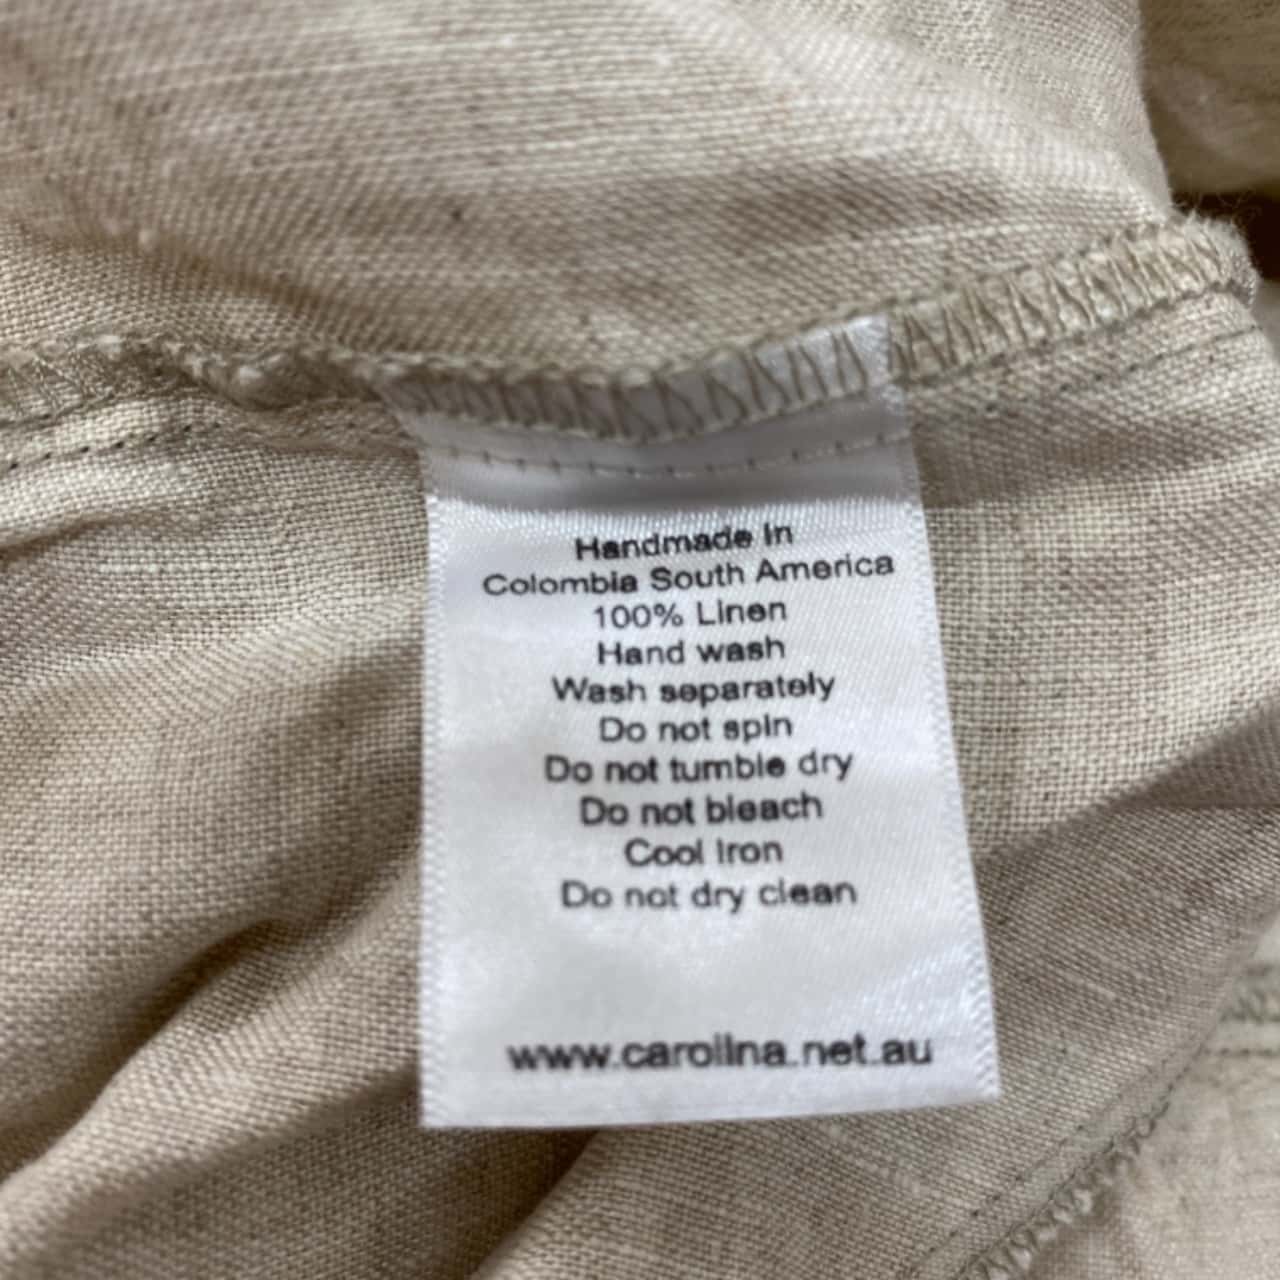 Handmade in
Colombia South America
100% Linen
Hand wash
Wash separately
Do not spin
Do not tumble dry
Do not bleach
Cool Iron
Do not dry clean
www.carolina.net.au